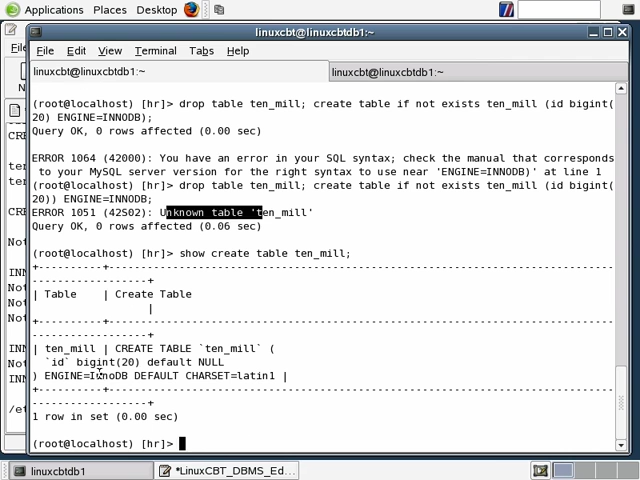 Applications Places Desktop
linuxcbt@linuxcbtdb1:~
File Edit View Terminal Tabs Help
linuxcbt@linuxcbtdb1:~ linuxcbt@linuxcbtdb1:~
(root@localhost) [hr]> drop table ten_mill; create table if not exists ten_mill (id bigint(
20) ENGINE=INNODB);
Query OK, 0 rows affected (0.00 sec)
ERROR 1064 (42000): You have an error in your SQL syntax; check the manual that corresponds
to your MySQL server version for the right syntax to use near 'ENGINE=INNODB)' at line 1
(root@localhost) [hr]> drop table ten_mill; create table if not exists ten_mill (id bigint(
20)) ENGINE=INNODB;
ERROR 1051 (42S02): Unknown table 'ten_mill'
Query OK, 0 rows affected (0.06 sec)
(root@localhost) [hr]> show create table ten_mill;
+----------+---------------------------------------------------------------
------------------+
| Table | Create Table
|
+----------+---------------------------------------------------------------
------------------+
| ten_mill | CREATE TABLE `ten_mill` (
`id` bigint(20) default NULL
) ENGINE=InnoDB DEFAULT CHARSET=latin1 |
+----------+---------------------------------------------------------------
------------------+
1 row in set (0.00 sec)
(root@localhost) [hr]>
linuxcbtdb1 *LinuxCBT_DBMS_Ed...